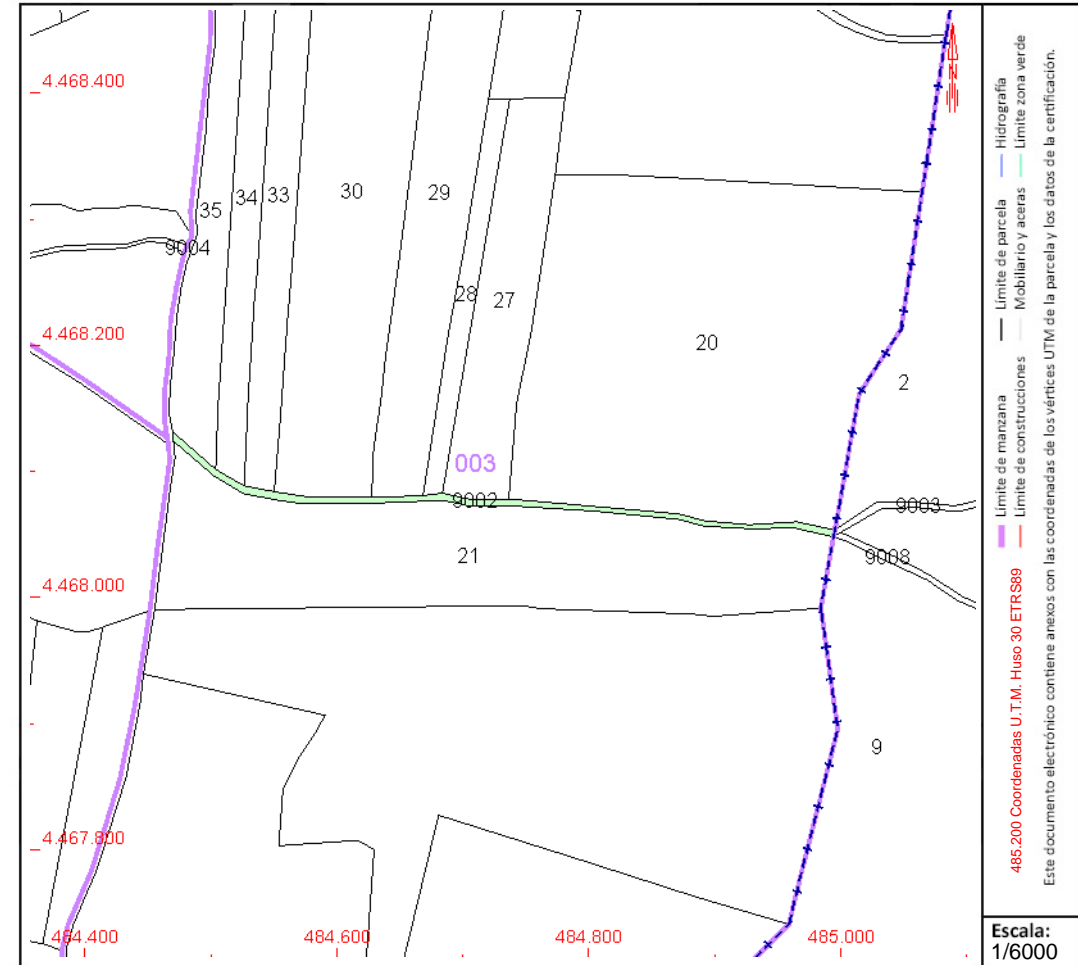 4.468.400
35
34
33
30
29
9004
28
27
4.468.200
20
2
003
9002
9003
21
9008
4.468.000
9
4.467.800
484.400
484.600
484.800
485.000
Límite de manzana
Límite de parcela
Hidrografía
Límite de construcciones
Mobiliario y aceras
Límite zona verde
485.200 Coordenadas U.T.M. Huso 30 ETRS89
Este documento electrónico contiene anexos con las coordenadas de los vértices UTM de la parcela y los datos de la certificación.
Escala:
1/6000